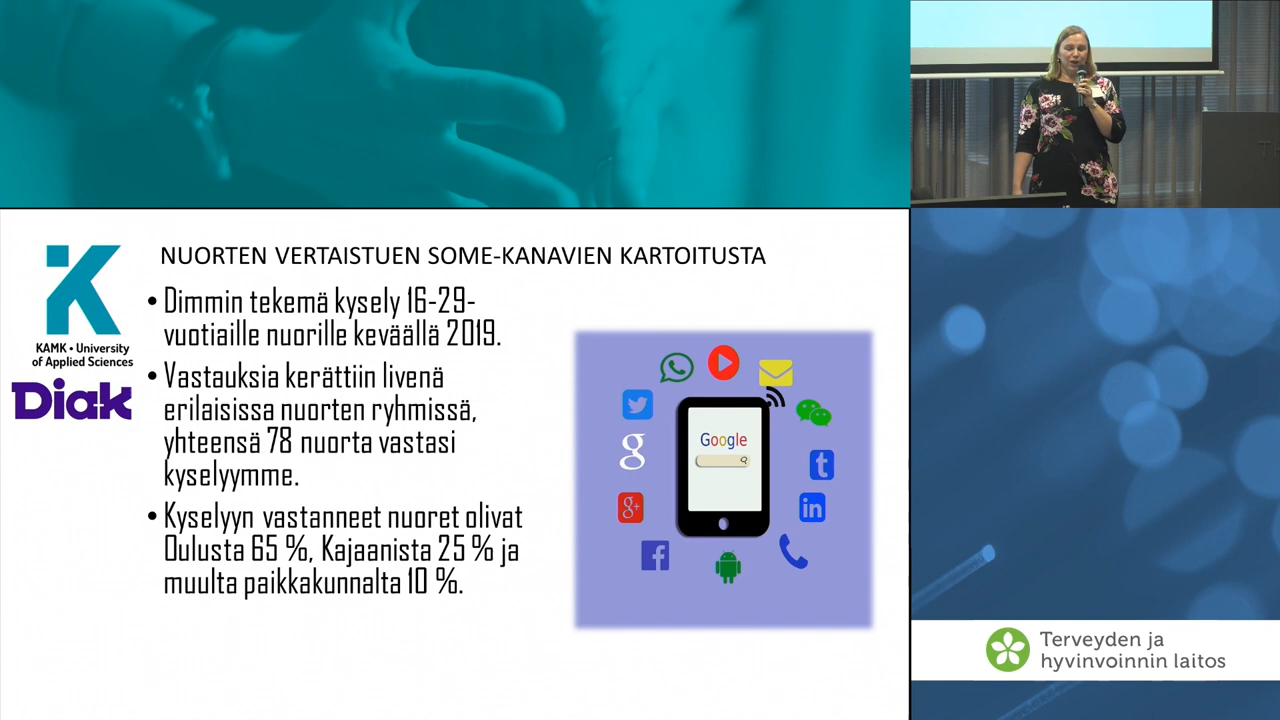 KAMK • University
of Applied Sciences
Diak
NUORTEN VERTAISTUEN SOME-KANAVIEN KARTOITUSTA
• Dimmin tekemä kysely 16-29-
vuotiaille nuorille keväällä 2019.
• Vastauksia kerättiin livenä
erilaisissa nuorten ryhmissä,
yhteensä 78 nuorta vastasi
kyselyymme.
• Kyselyyn vastanneet nuoret olivat
Oulusta 65 %, Kajaanista 25 % ja
muulta paikkakunnalta 10 %.
Google
g
g+
t
in
f
Terveyden ja
hyvinvoinnin laitos